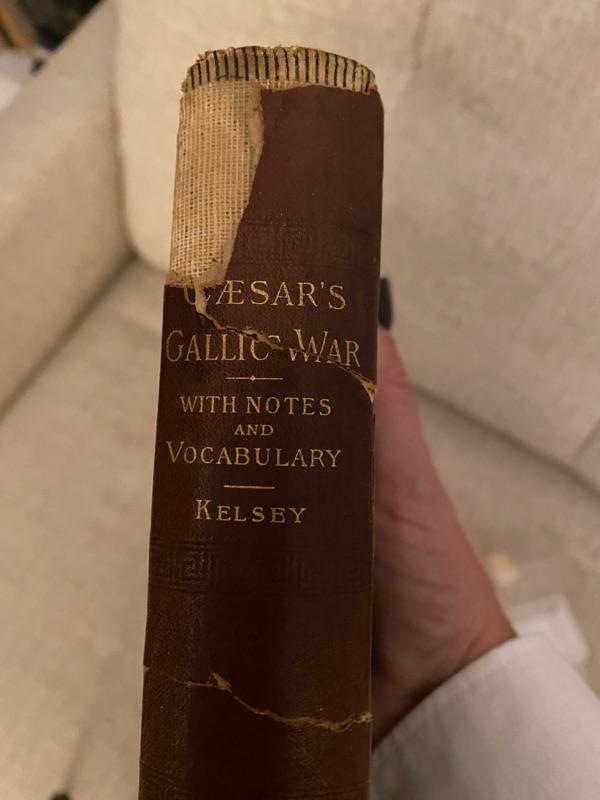 CÆSAR'S
GALLIC WAR
WITH NOTES
AND
VOCABULARY
KELSEY